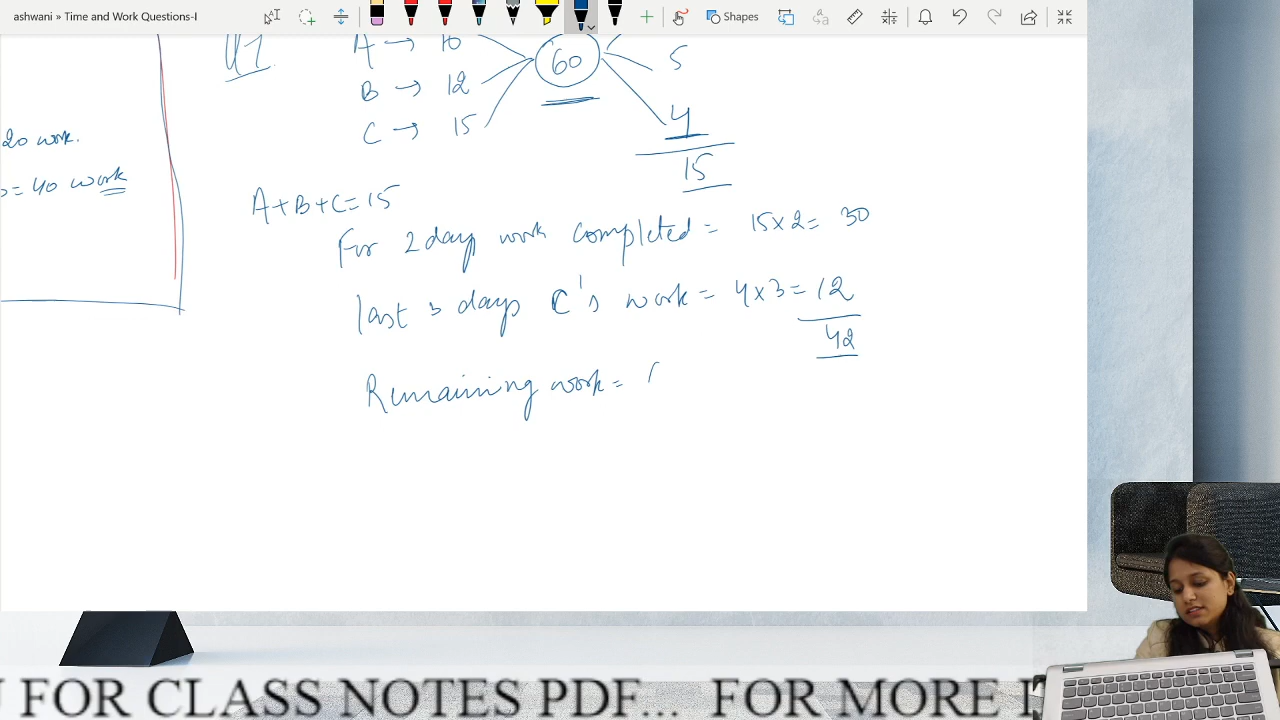 ashwani » Time and Work Questions-I
Shapes
Q1
A → 10
B → 12
C → 15
60
5
4
15
20 work.
= 40 work
A+B+C=15
For 2 day work completed = 15×2= 30
last 3 days C's work = 4×3=12
42
Remaining work =
FOR CLASS NOTES PDF... FOR MORE